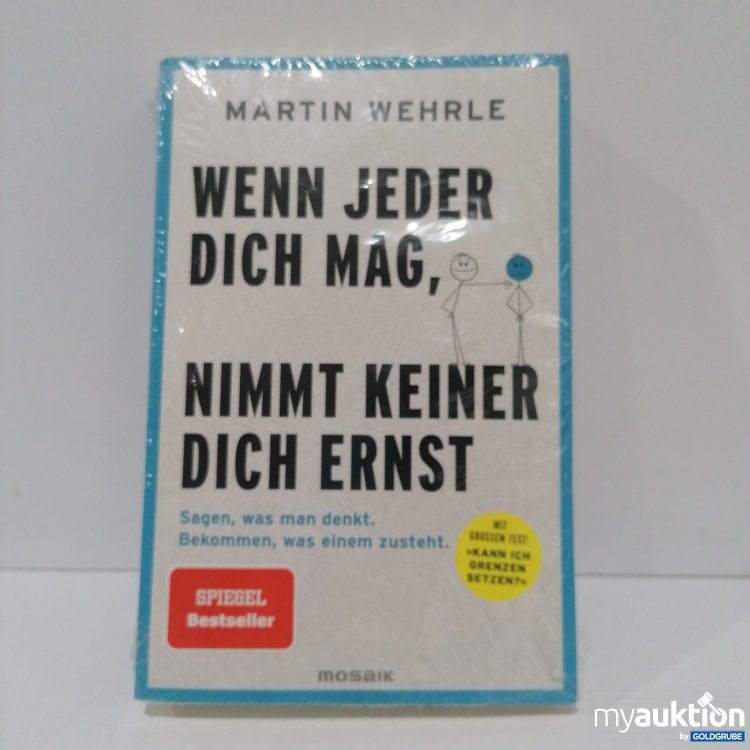 MARTIN WEHRLE
WENN JEDER
DICH MAG,
NIMMT KEINER
DICH ERNST
Sagen, was man denkt.
Bekommen, was einem zusteht.
MIT
GROSSEM TEST:
»KANN ICH
GRENZEN
SETZEN?«
SPIEGEL
Bestseller
mosaik
myauktion
by GOLDGRUBE